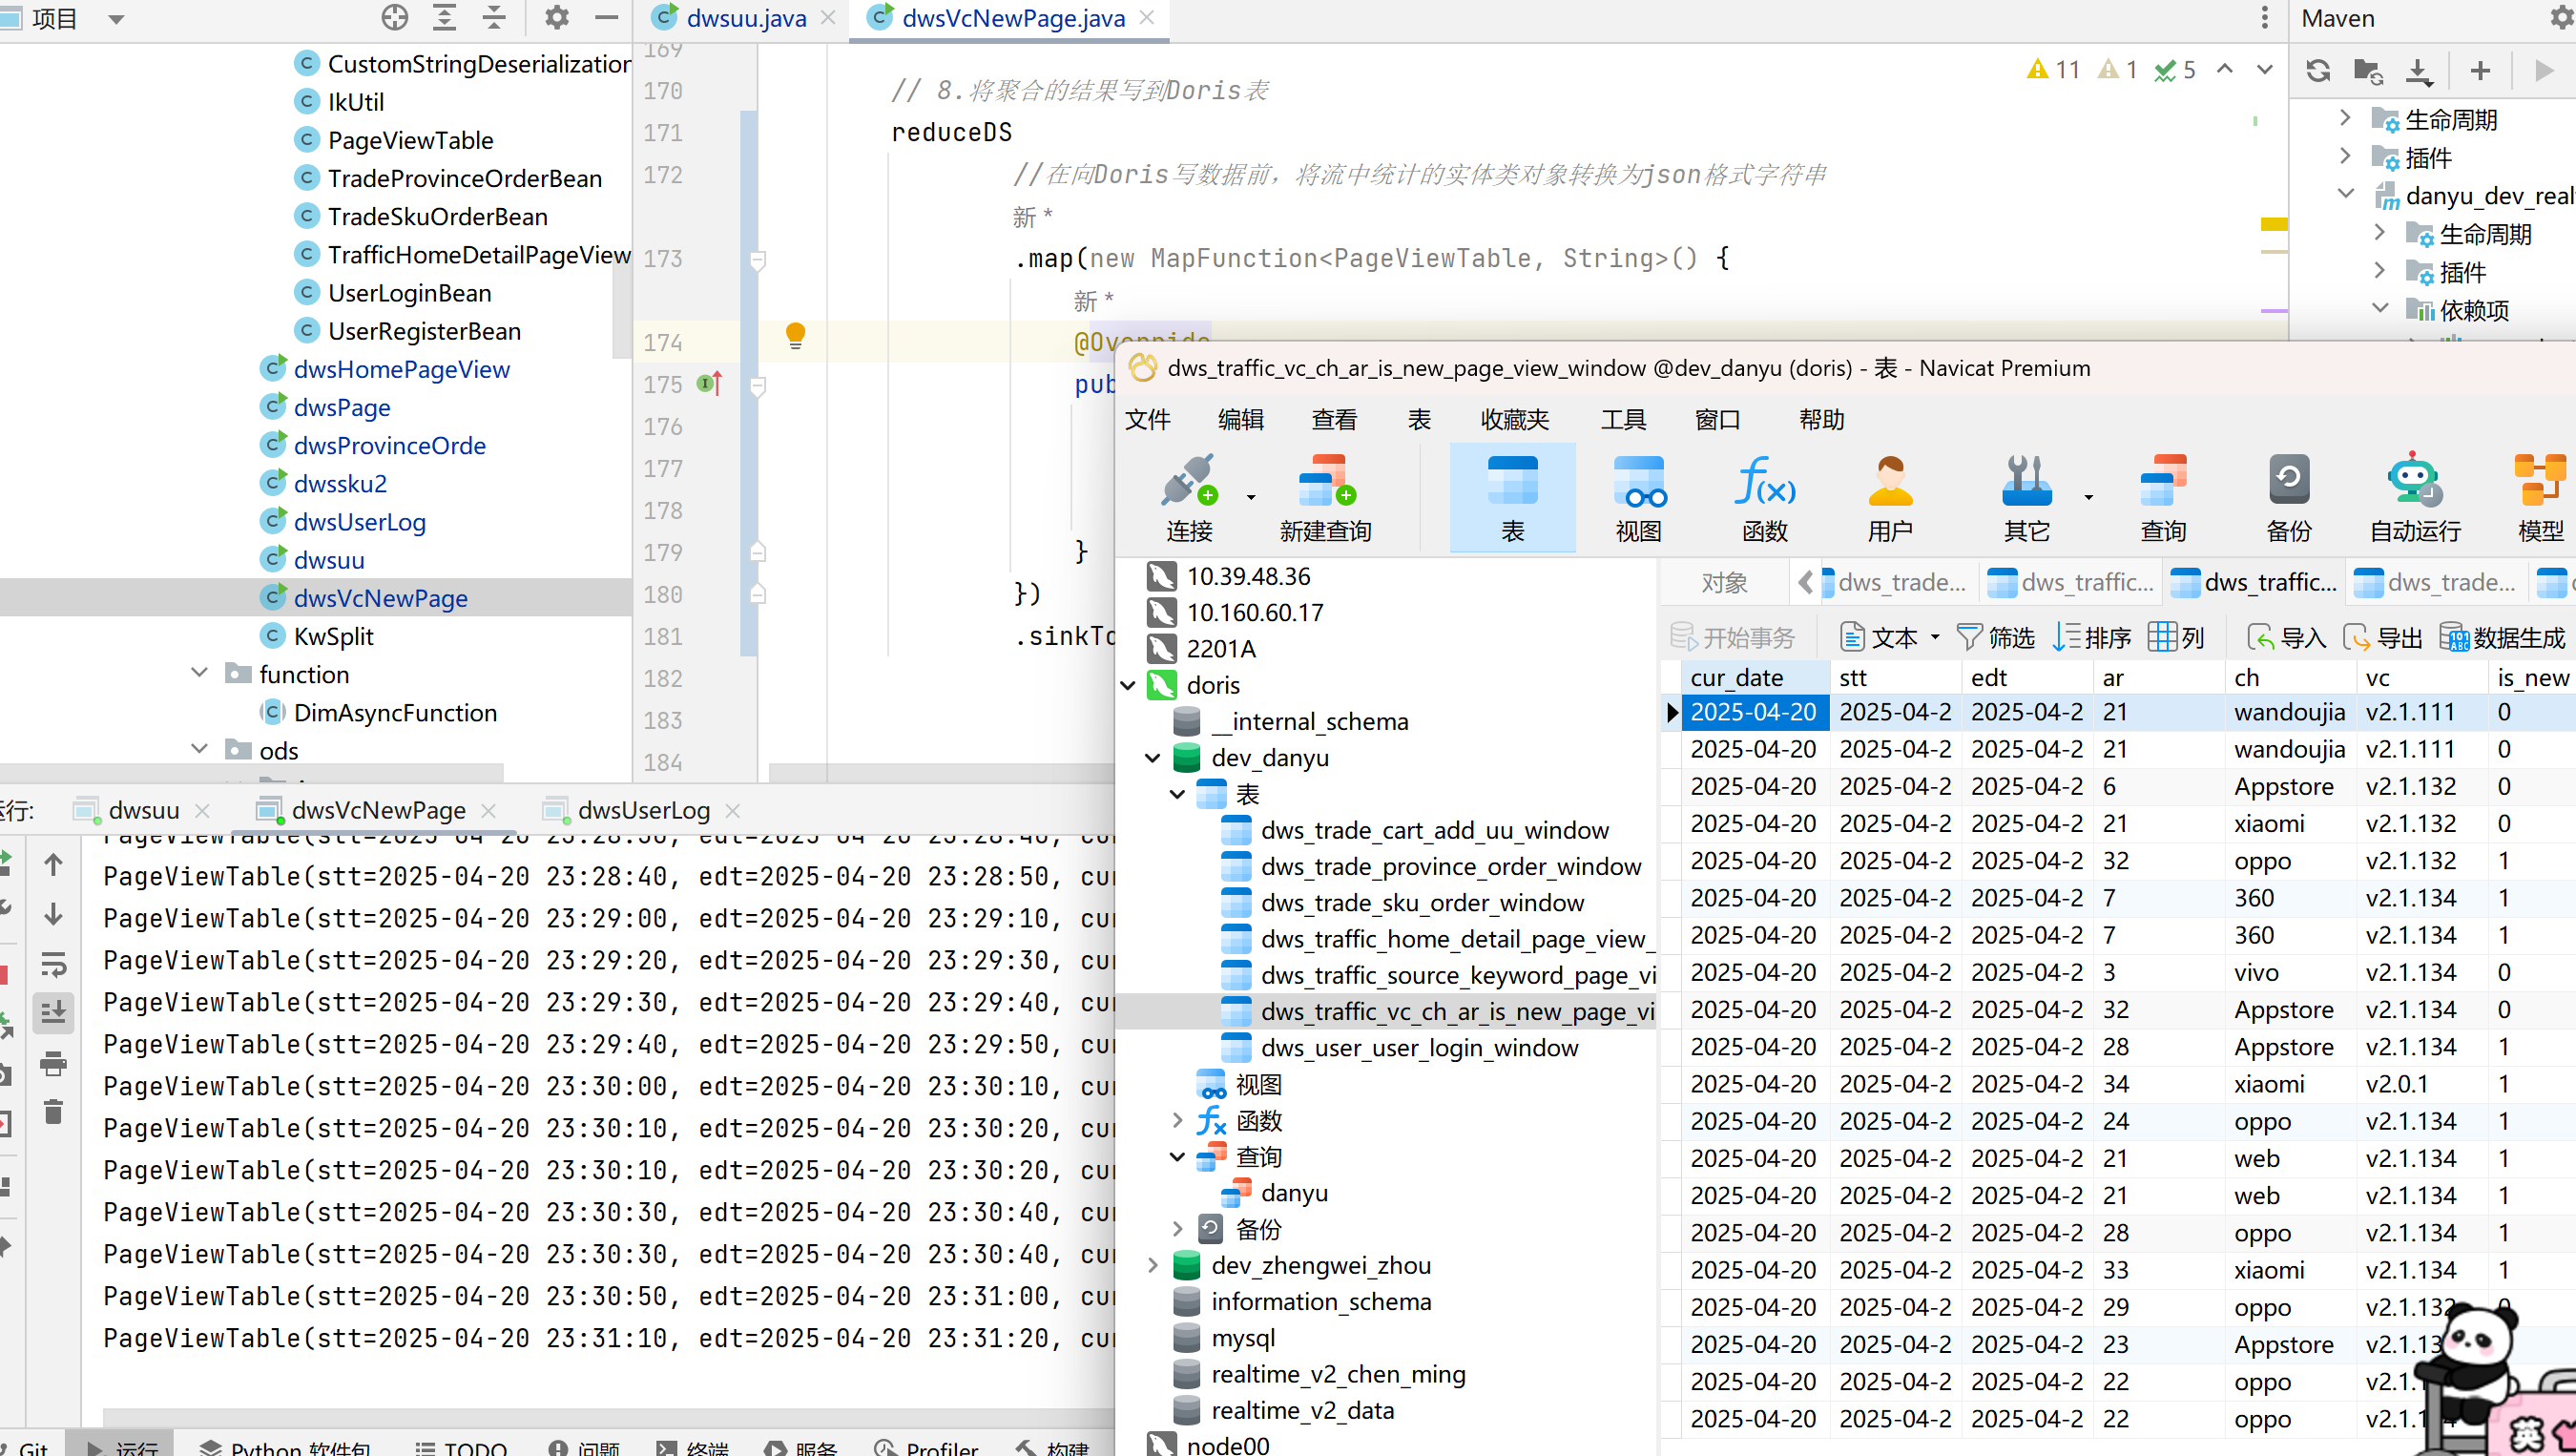 项目
CustomStringDeserialization
IkUtil
PageViewTable
TradeProvinceOrderBean
TradeSkuOrderBean
TrafficHomeDetailPageView
UserLoginBean
UserRegisterBean
dwsHomePageView
dwsPage
dwsProvinceOrde
dwssku2
dwsUserLog
dwsuu
dwsVcNewPage
KwSplit
function
DimAsyncFunction
ods
dwsuu.java
dwsVcNewPage.java
11 1 5
169
170 // 8.将聚合的结果写到Doris表
171 reduceDS
172 //在向Doris写数据前，将流中统计的实体类对象转换为json格式字符串
新 *
173 .map(new MapFunction<PageViewTable, String>() {
新 *
174 @Override
175 pub
176
177
178
179 }
180 })
181 .sinkTo
182
183
184
Maven
生命周期
插件
danyu_dev_real
生命周期
插件
依赖项
行:
dwsuu
dwsVcNewPage
dwsUserLog
PageViewTable(stt=2025-04-20 23:28:30, edt=2025-04-20 23:28:40, cur
PageViewTable(stt=2025-04-20 23:28:40, edt=2025-04-20 23:28:50, cur
PageViewTable(stt=2025-04-20 23:29:00, edt=2025-04-20 23:29:10, cur
PageViewTable(stt=2025-04-20 23:29:20, edt=2025-04-20 23:29:30, cur
PageViewTable(stt=2025-04-20 23:29:30, edt=2025-04-20 23:29:40, cur
PageViewTable(stt=2025-04-20 23:29:40, edt=2025-04-20 23:29:50, cur
PageViewTable(stt=2025-04-20 23:30:00, edt=2025-04-20 23:30:10, cur
PageViewTable(stt=2025-04-20 23:30:10, edt=2025-04-20 23:30:20, cur
PageViewTable(stt=2025-04-20 23:30:10, edt=2025-04-20 23:30:20, cur
PageViewTable(stt=2025-04-20 23:30:30, edt=2025-04-20 23:30:40, cur
PageViewTable(stt=2025-04-20 23:30:30, edt=2025-04-20 23:30:40, cur
PageViewTable(stt=2025-04-20 23:30:50, edt=2025-04-20 23:31:00, cur
PageViewTable(stt=2025-04-20 23:31:10, edt=2025-04-20 23:31:20, cur
Git 运行 Python 软件包 TODO 问题 终端 服务 Profiler 构建
dws_traffic_vc_ch_ar_is_new_page_view_window @dev_danyu (doris) - 表 - Navicat Premium
文件 编辑 查看 表 收藏夹 工具 窗口 帮助
连接 新建查询 表 视图 函数 用户 其它 查询 备份 自动运行 模型
10.39.48.36
10.160.60.17
2201A
doris
__internal_schema
dev_danyu
表
dws_trade_cart_add_uu_window
dws_trade_province_order_window
dws_trade_sku_order_window
dws_traffic_home_detail_page_view_
dws_traffic_source_keyword_page_vi
dws_traffic_vc_ch_ar_is_new_page_vi
dws_user_user_login_window
视图
函数
查询
danyu
备份
dev_zhengwei_zhou
information_schema
mysql
realtime_v2_chen_ming
realtime_v2_data
node00
对象 dws_trade... dws_traffic... dws_traffic... dws_trade...
开始事务 文本 筛选 排序 列 导入 导出 数据生成
cur_date stt edt ar ch vc is_new
2025-04-20 2025-04-2 2025-04-2 21 wandoujia v2.1.111 0
2025-04-20 2025-04-2 2025-04-2 21 wandoujia v2.1.111 0
2025-04-20 2025-04-2 2025-04-2 6 Appstore v2.1.132 0
2025-04-20 2025-04-2 2025-04-2 21 xiaomi v2.1.132 0
2025-04-20 2025-04-2 2025-04-2 32 oppo v2.1.132 1
2025-04-20 2025-04-2 2025-04-2 7 360 v2.1.134 1
2025-04-20 2025-04-2 2025-04-2 7 360 v2.1.134 1
2025-04-20 2025-04-2 2025-04-2 3 vivo v2.1.134 0
2025-04-20 2025-04-2 2025-04-2 32 Appstore v2.1.134 0
2025-04-20 2025-04-2 2025-04-2 28 Appstore v2.1.134 1
2025-04-20 2025-04-2 2025-04-2 34 xiaomi v2.0.1 1
2025-04-20 2025-04-2 2025-04-2 24 oppo v2.1.134 1
2025-04-20 2025-04-2 2025-04-2 21 web v2.1.134 1
2025-04-20 2025-04-2 2025-04-2 21 web v2.1.134 1
2025-04-20 2025-04-2 2025-04-2 28 oppo v2.1.134 1
2025-04-20 2025-04-2 2025-04-2 33 xiaomi v2.1.134 1
2025-04-20 2025-04-2 2025-04-2 29 oppo v2.1.132 0
2025-04-20 2025-04-2 2025-04-2 23 Appstore v2.1.13
2025-04-20 2025-04-2 2025-04-2 22 oppo v2.1.
2025-04-20 2025-04-2 2025-04-2 22 oppo v2.1.
英